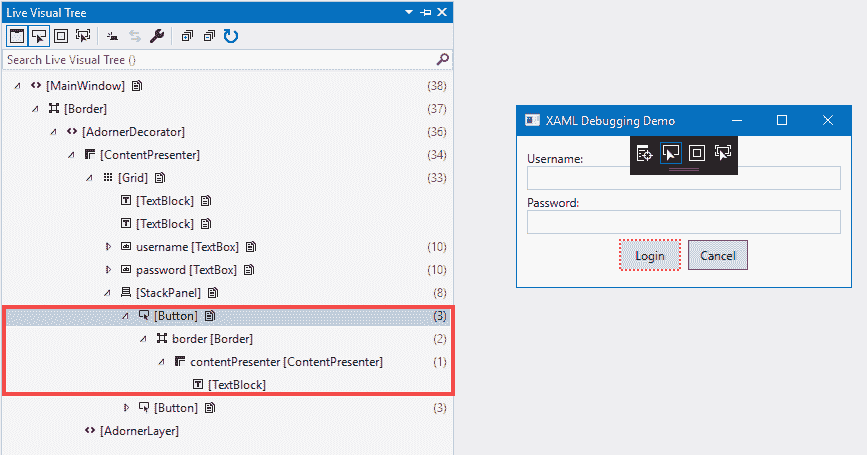 Live Visual Tree
Search Live Visual Tree ()
[MainWindow] (38)
[Border] (37)
[AdornerDecorator] (36)
[ContentPresenter] (34)
[Grid] (33)
[TextBlock]
[TextBlock]
username [TextBox] (10)
password [TextBox] (10)
[StackPanel] (8)
[Button] (3)
border [Border] (2)
contentPresenter [ContentPresenter] (1)
[TextBlock]
[Button] (3)
[AdornerLayer]
XAML Debugging Demo
Username:
Password:
Login Cancel